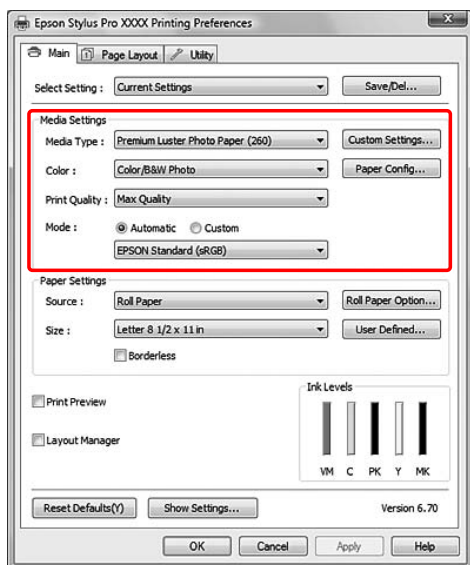 Epson Stylus Pro XXXX Printing Preferences
Main Page Layout Utility
Select Setting : Current Settings Save/Del...
Media Settings
Media Type : Premium Luster Photo Paper (260) Custom Settings...
Color : Color/B&W Photo Paper Config...
Print Quality : Max Quality
Mode : Automatic Custom
EPSON Standard (sRGB)
Paper Settings
Source : Roll Paper Roll Paper Option...
Size : Letter 8 1/2 x 11 in User Defined...
Borderless
Print Preview
Ink Levels
Layout Manager
VM C PK Y MK
Reset Defaults(Y) Show Settings... Version 6.70
OK Cancel Apply Help